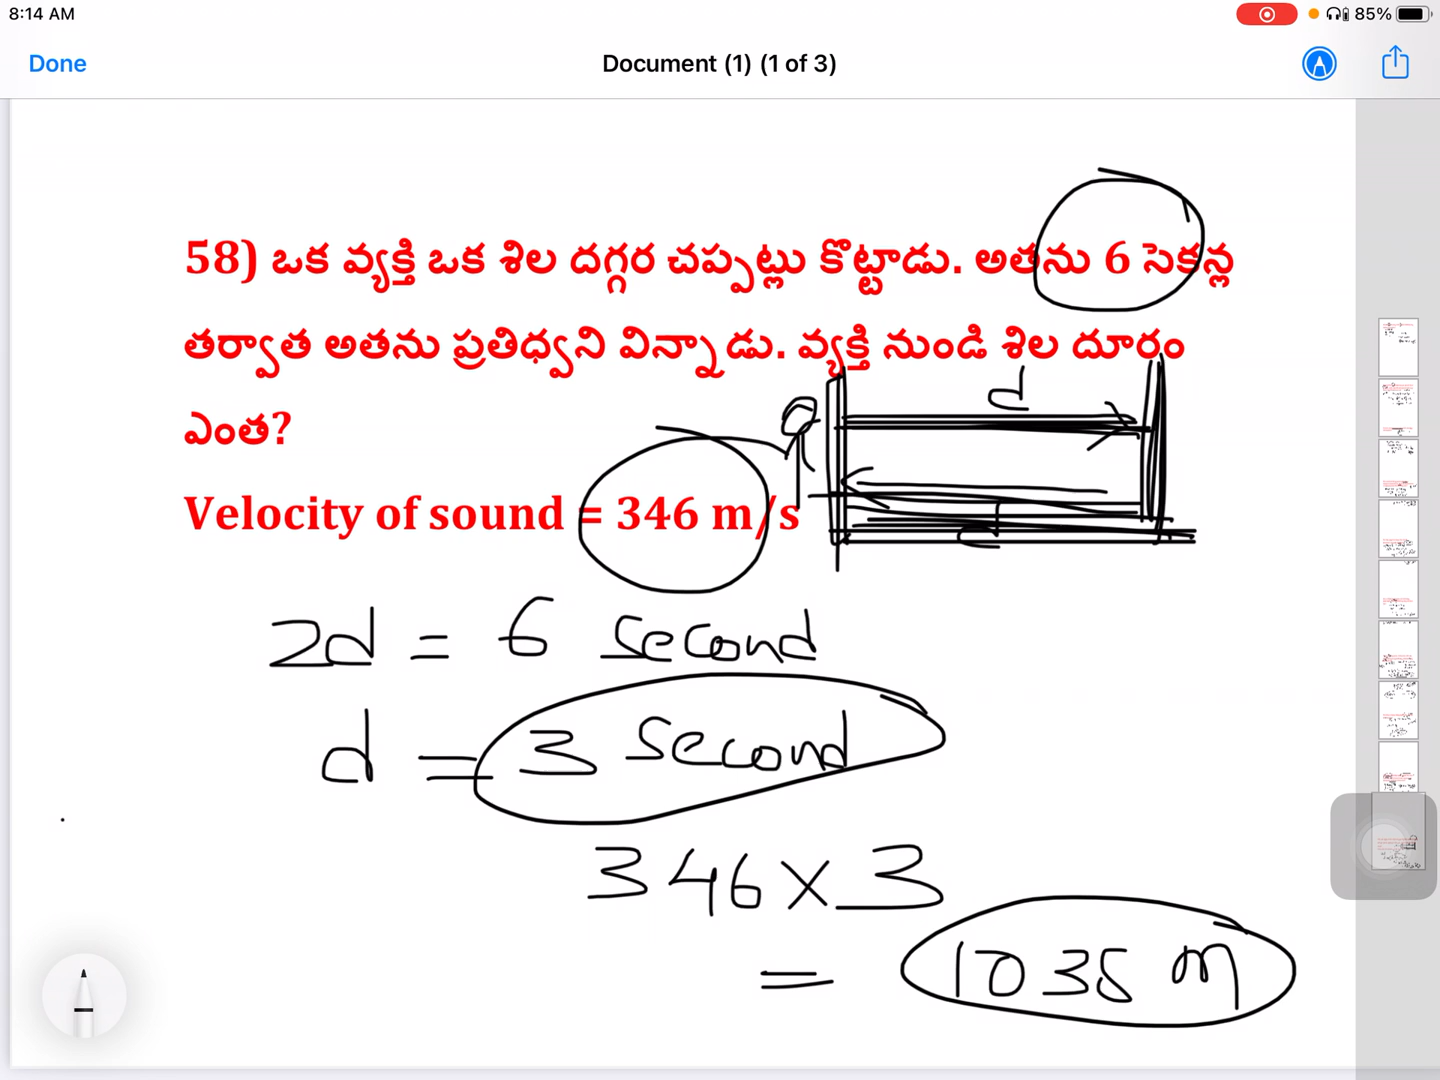 8:14 AM
85%
Done
Document (1) (1 of 3)
58) ఒక వ్యక్తి ఒక శిల దగ్గర చప్పట్లు కొట్టాడు. అతను 6 సెకన్ల
తర్వాత అతను ప్రతిధ్వని విన్నాడు. వ్యక్తి నుండి శిల దూరం
ఎంత?
d
Velocity of sound = 346 m/s
d
2d = 6 second
d = 3 second
346 × 3
= 1038 m